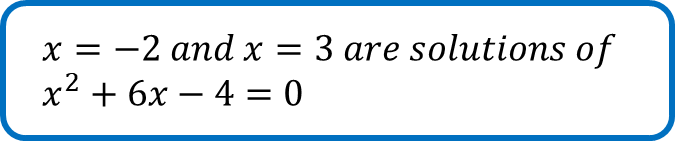 x = −2 and x = 3 are solutions of
x² + 6x − 4 = 0